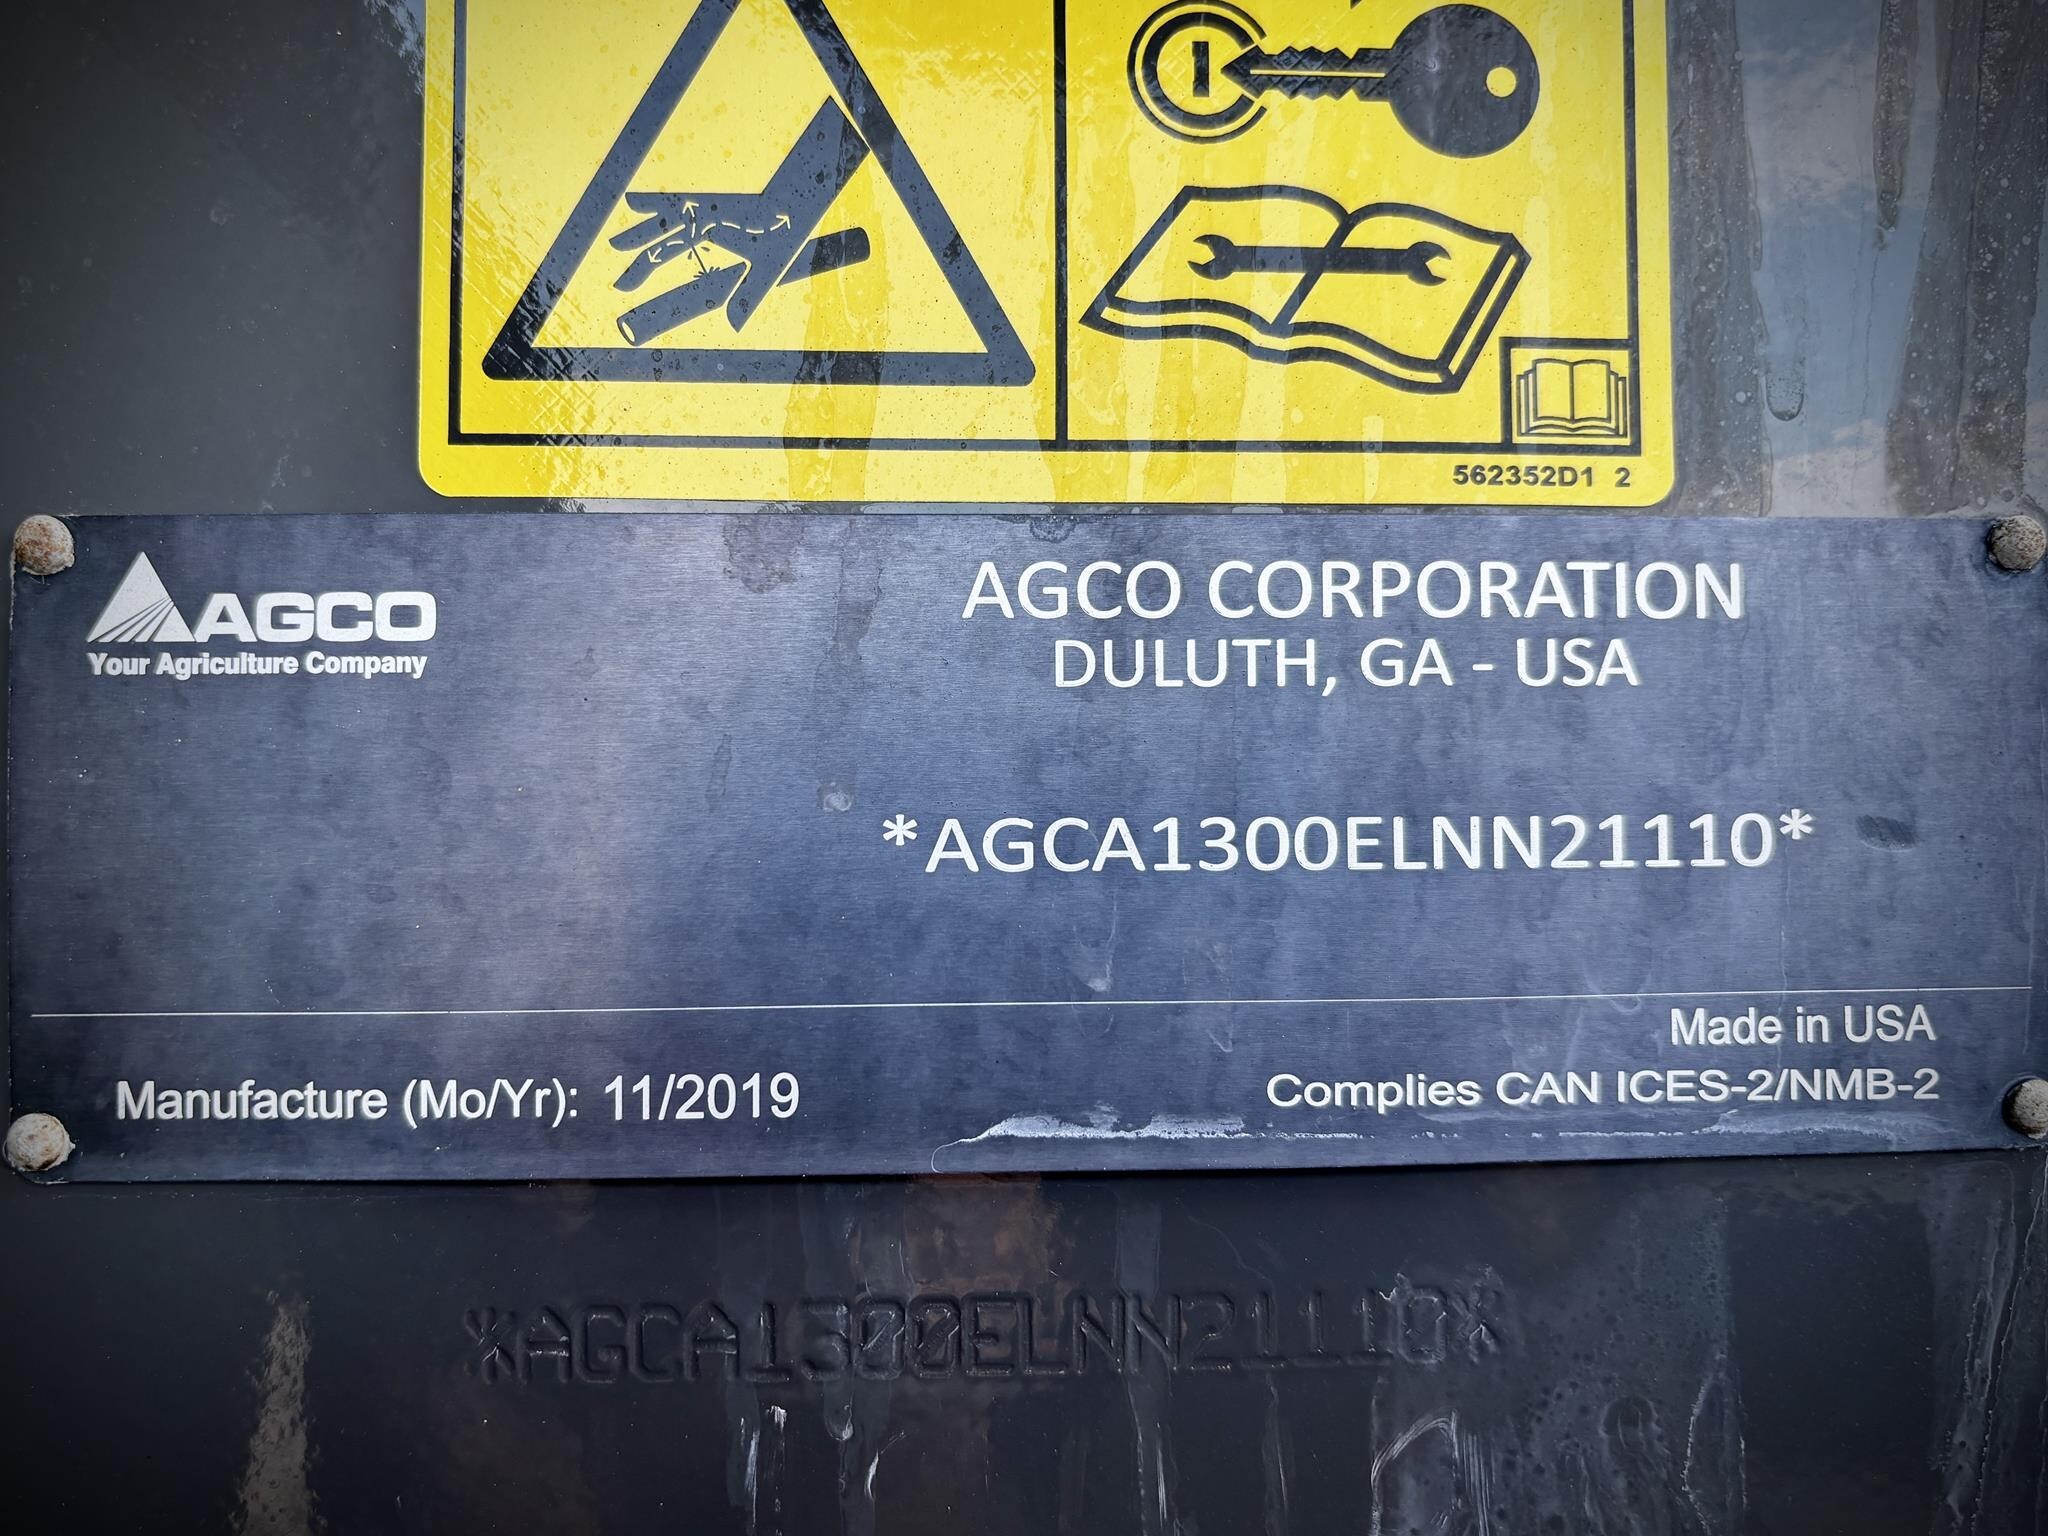 562352D1 2
AGCO
Your Agriculture Company
AGCO CORPORATION
DULUTH, GA - USA
*AGCA1300ELNN21110*
Made in USA
Manufacture (Mo/Yr): 11/2019
Complies CAN ICES-2/NMB-2
*AGCA1300ELNN21110*